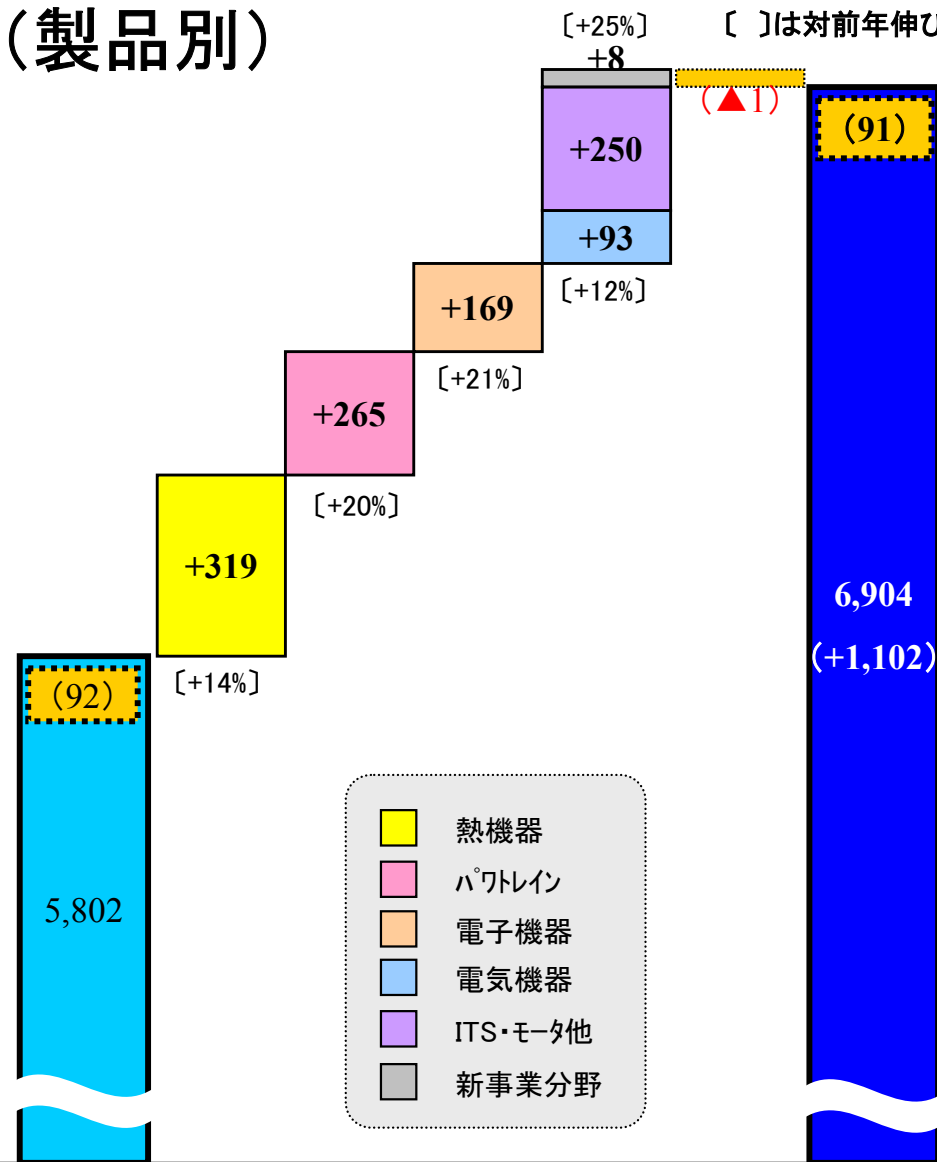 （製品別）
〔+25%〕
〔 〕は対前年伸び
+8
（▲1）
（91）
+250
+93
〔+12%〕
+169
〔+21%〕
+265
〔+20%〕
+319
〔+14%〕
6,904
（+1,102）
（92）
5,802
熱機器
ﾊﾟﾜﾄﾚｲﾝ
電子機器
電気機器
ITS・ﾓｰﾀ他
新事業分野